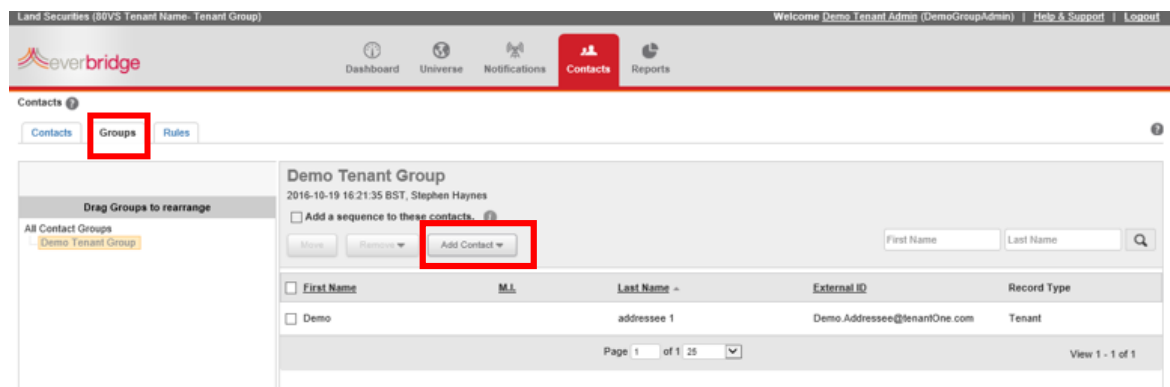 Land Securities (80VS Tenant Name- Tenant Group) Welcome Demo Tenant Admin (DemoGroupAdmin) | Help & Support | Logout
everbridge
Dashboard Universe Notifications Contacts Reports
Contacts ?
Contacts Groups Rules ?
Drag Groups to rearrange
All Contact Groups
Demo Tenant Group
Demo Tenant Group
2016-10-19 16:21:35 BST, Stephen Haynes
Add a sequence to these contacts. i
Move Remove Add Contact First Name Last Name
First Name M.I. Last Name External ID Record Type
Demo addressee 1 Demo.Addressee@tenantOne.com Tenant
Page 1 of 1 25 View 1 - 1 of 1